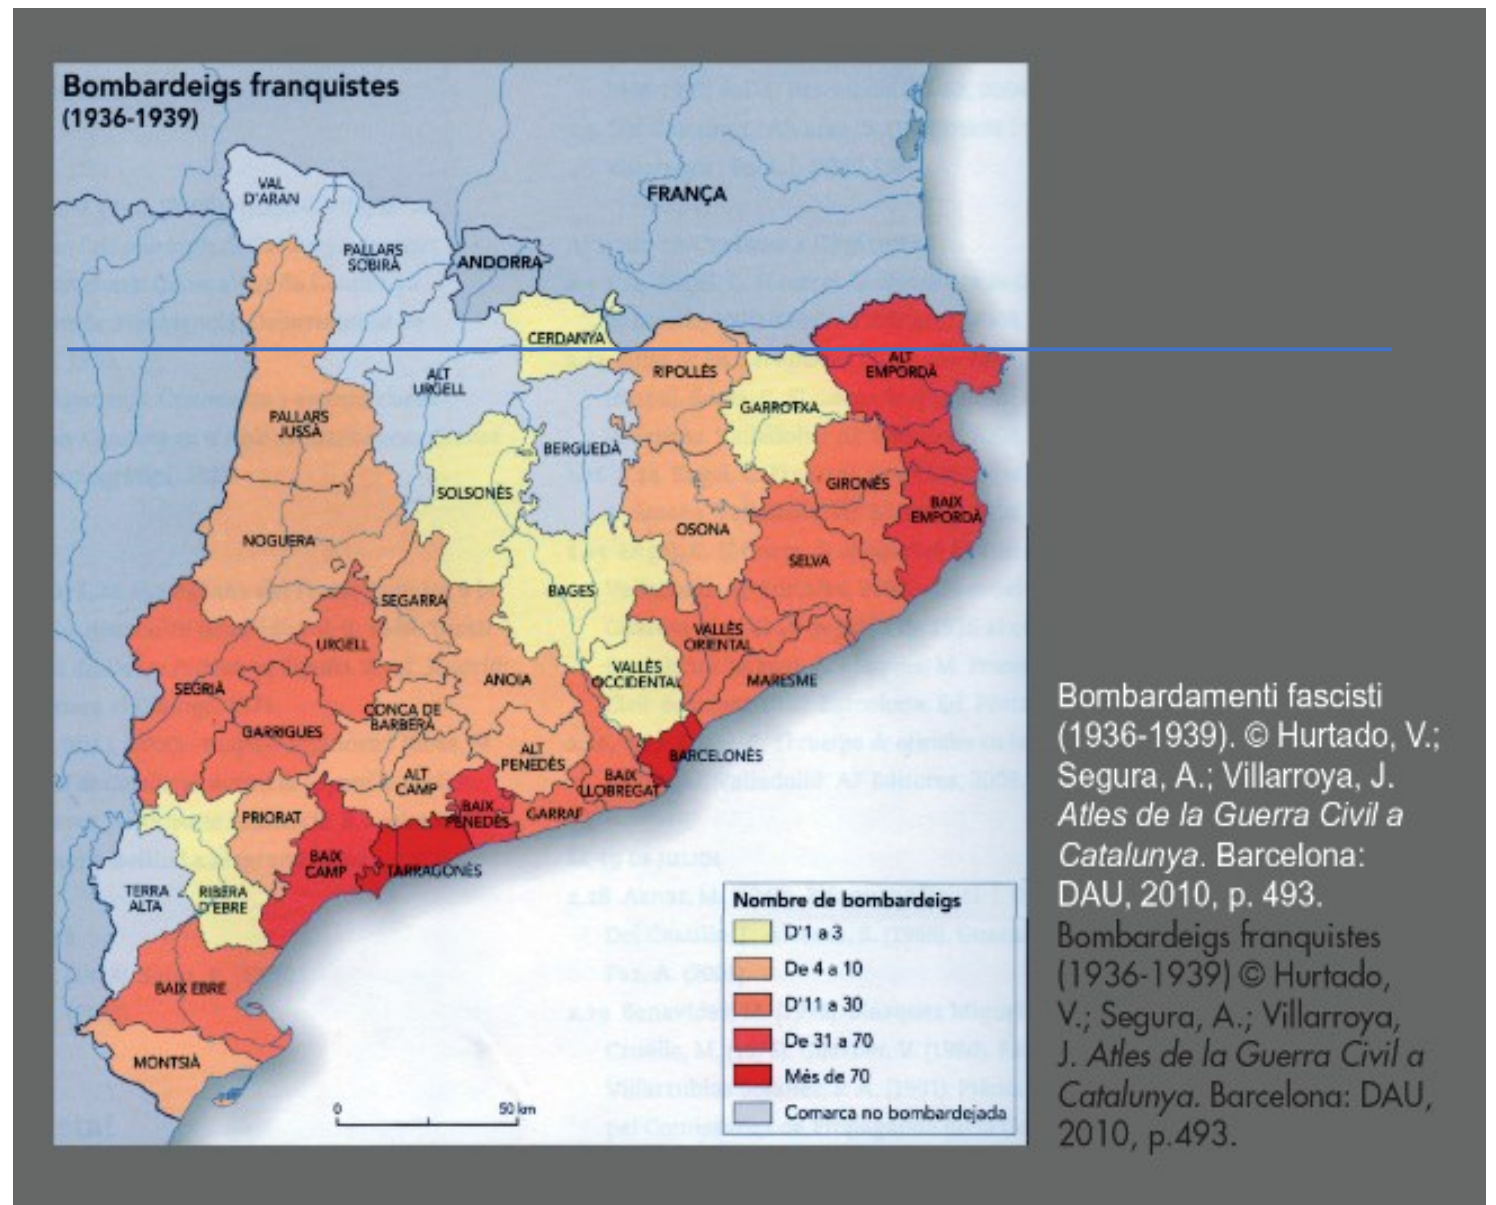 Bombardeigs franquistes
(1936-1939)
VAL
D'ARAN
PALLARS
SOBIRÀ
ANDORRA
FRANÇA
CERDANYA
ALT
URGELL
RIPOLLÈS
ALT
EMPORDÀ
GARROTXA
PALLARS
JUSSÀ
BERGUEDÀ
SOLSONÈS
GIRONÈS
BAIX
EMPORDÀ
NOGUERA
OSONA
SELVA
BAGES
SEGARRA
URGELL
VALLÈS
ORIENTAL
SEGRIÀ
ANOIA
VALLÈS
OCCIDENTAL
MARESME
GARRIGUES
CONCA DE
BARBERÀ
ALT
PENEDÈS
BARCELONÈS
ALT
CAMP
BAIX
LLOBREGAT
PRIORAT
BAIX
PENEDÈS
GARRAF
BAIX
CAMP
TARRAGONÈS
TERRA
ALTA
RIBERA
D'EBRE
BAIX EBRE
MONTSIÀ
0 50 km
Nombre de bombardeigs
D'1 a 3
De 4 a 10
D'11 a 30
De 31 a 70
Més de 70
Comarca no bombardejada
Bombardamenti fascisti
(1936-1939). © Hurtado, V.;
Segura, A.; Villarroya, J.
Atles de la Guerra Civil a
Catalunya. Barcelona:
DAU, 2010, p. 493.
Bombardeigs franquistes
(1936-1939) © Hurtado,
V.; Segura, A.; Villarroya,
J. Atles de la Guerra Civil a
Catalunya. Barcelona: DAU,
2010, p.493.